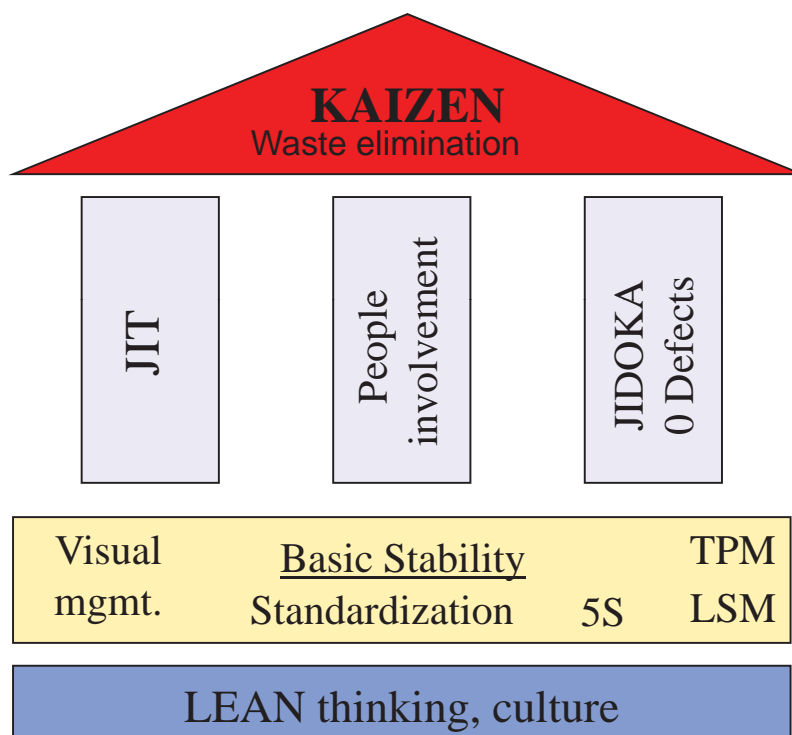 KAIZEN
Waste elimination
JIT
People
involvement
JIDOKA
0 Defects
Visual
mgmt.
Basic Stability
Standardization
5S
TPM
LSM
LEAN thinking, culture